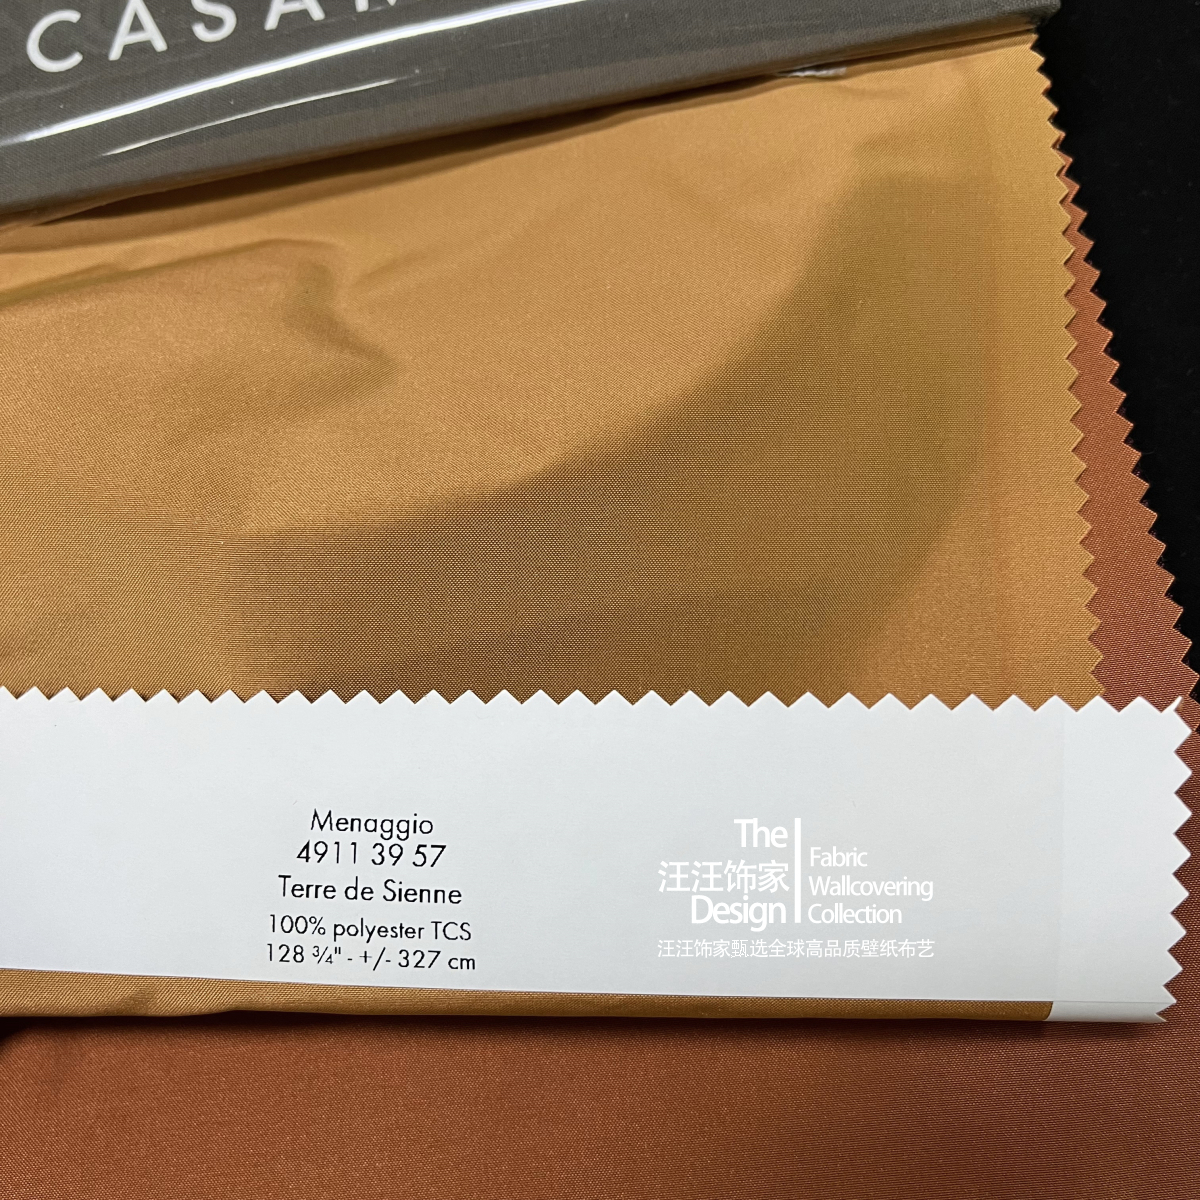 Menaggio
4911 39 57
Terre de Sienne
100% polyester TCS
128 ¾" - +/- 327 cm
The
汪汪饰家
Design
Fabric
Wallcovering
Collection
汪汪饰家甄选全球高品质壁纸布艺